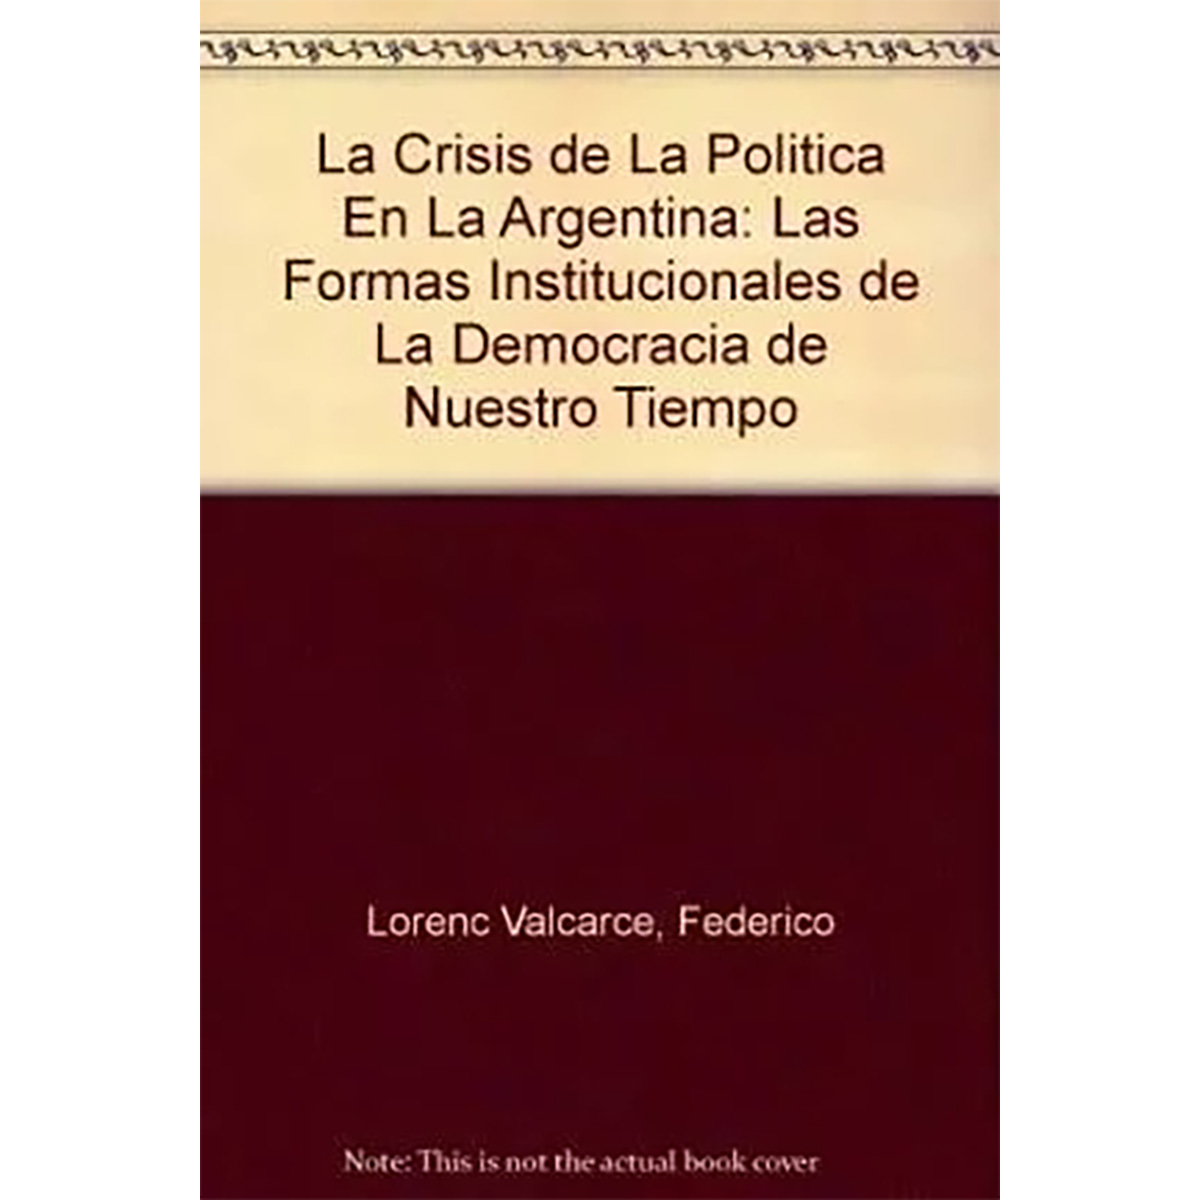 La Crisis de La Politica
En La Argentina: Las
Formas Institucionales de
La Democracia de
Nuestro Tiempo
Lorenc Valcarce, Federico
Note: This is not the actual book cover